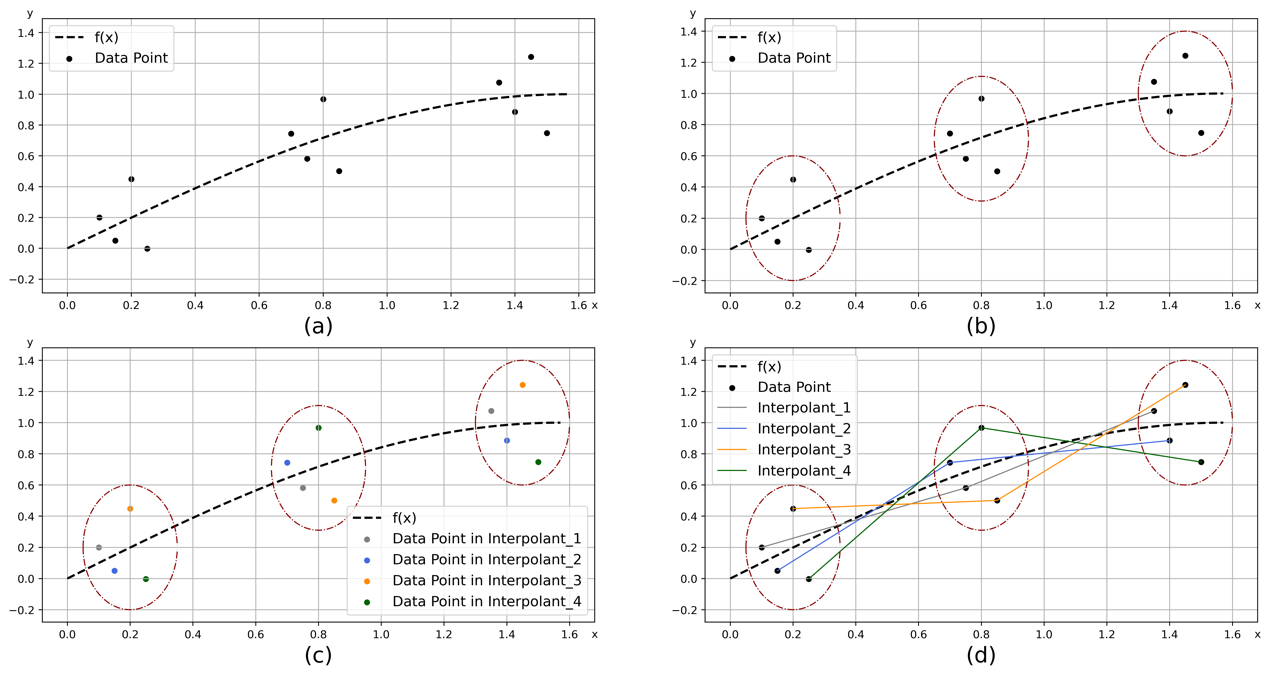 y
1.4
1.2
1.0
0.8
0.6
0.4
0.2
0.0
−0.2
f(x)
Data Point
0.0 0.2 0.4 0.6 0.8 1.0 1.2 1.4 1.6 x
(a)
y
1.4
1.2
1.0
0.8
0.6
0.4
0.2
0.0
−0.2
f(x)
Data Point
0.0 0.2 0.4 0.6 0.8 1.0 1.2 1.4 1.6 x
(b)
y
1.4
1.2
1.0
0.8
0.6
0.4
0.2
0.0
−0.2
f(x)
Data Point in Interpolant_1
Data Point in Interpolant_2
Data Point in Interpolant_3
Data Point in Interpolant_4
0.0 0.2 0.4 0.6 0.8 1.0 1.2 1.4 1.6 x
(c)
y
1.4
1.2
1.0
0.8
0.6
0.4
0.2
0.0
−0.2
f(x)
Data Point
Interpolant_1
Interpolant_2
Interpolant_3
Interpolant_4
0.0 0.2 0.4 0.6 0.8 1.0 1.2 1.4 1.6 x
(d)